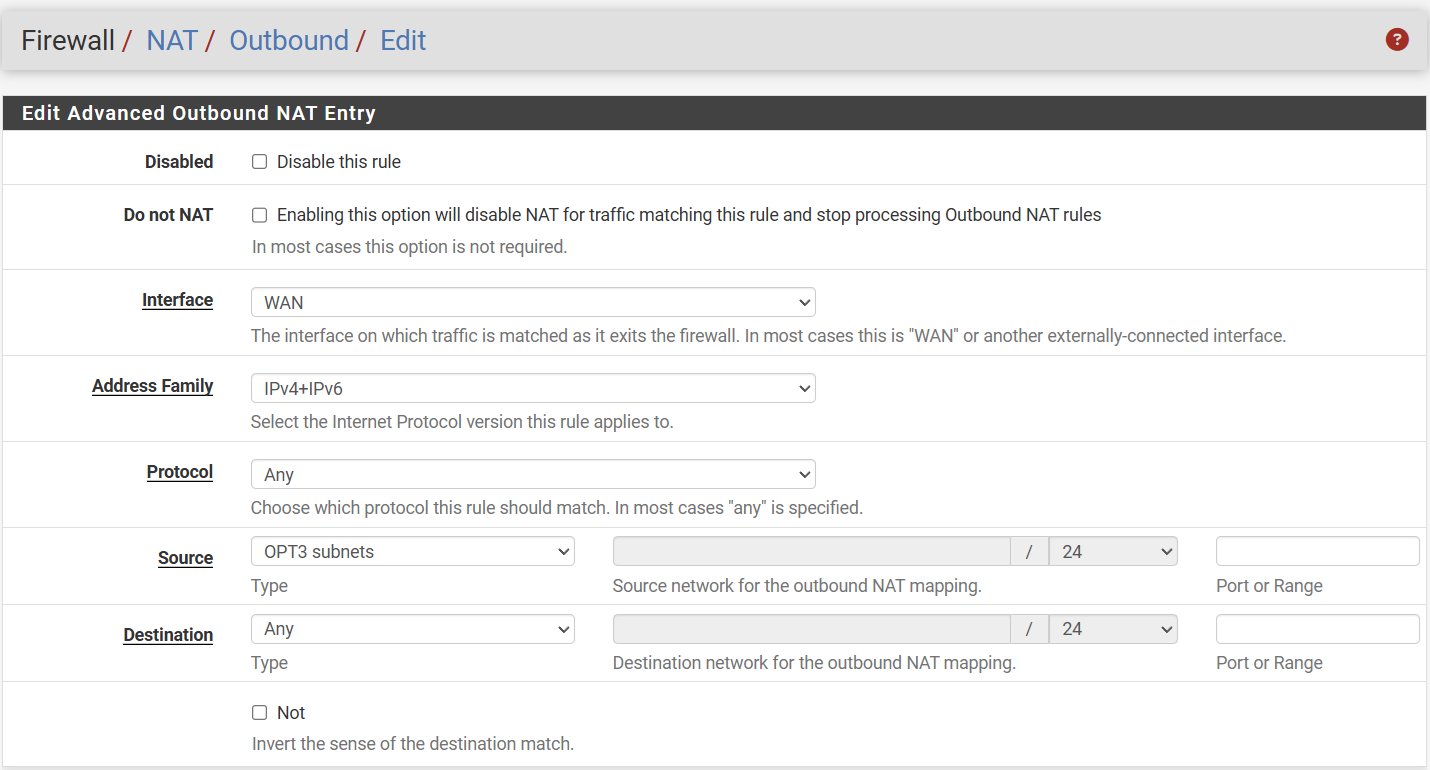 Firewall / NAT / Outbound / Edit
?
Edit Advanced Outbound NAT Entry
Disabled Disable this rule
Do not NAT Enabling this option will disable NAT for traffic matching this rule and stop processing Outbound NAT rules
In most cases this option is not required.
Interface WAN
The interface on which traffic is matched as it exits the firewall. In most cases this is "WAN" or another externally-connected interface.
Address Family IPv4+IPv6
Select the Internet Protocol version this rule applies to.
Protocol Any
Choose which protocol this rule should match. In most cases "any" is specified.
Source OPT3 subnets / 24
Type Source network for the outbound NAT mapping. Port or Range
Destination Any / 24
Type Destination network for the outbound NAT mapping. Port or Range
Not
Invert the sense of the destination match.